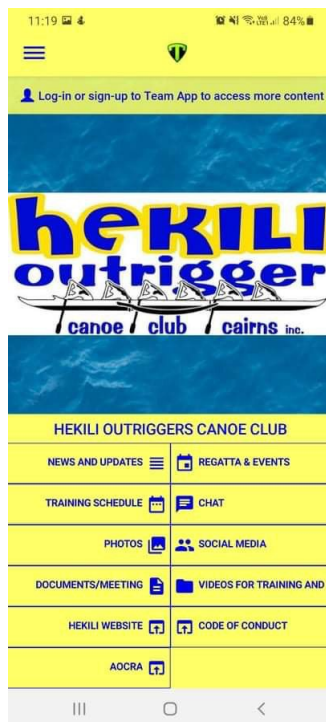 11:19
84%
Log-in or sign-up to Team App to access more content
heKILI
outrigger
canoe club cairns inc.
HEKILI OUTRIGGERS CANOE CLUB
NEWS AND UPDATES REGATTA & EVENTS
TRAINING SCHEDULE CHAT
PHOTOS SOCIAL MEDIA
DOCUMENTS/MEETING VIDEOS FOR TRAINING AND
HEKILI WEBSITE CODE OF CONDUCT
AOCRA